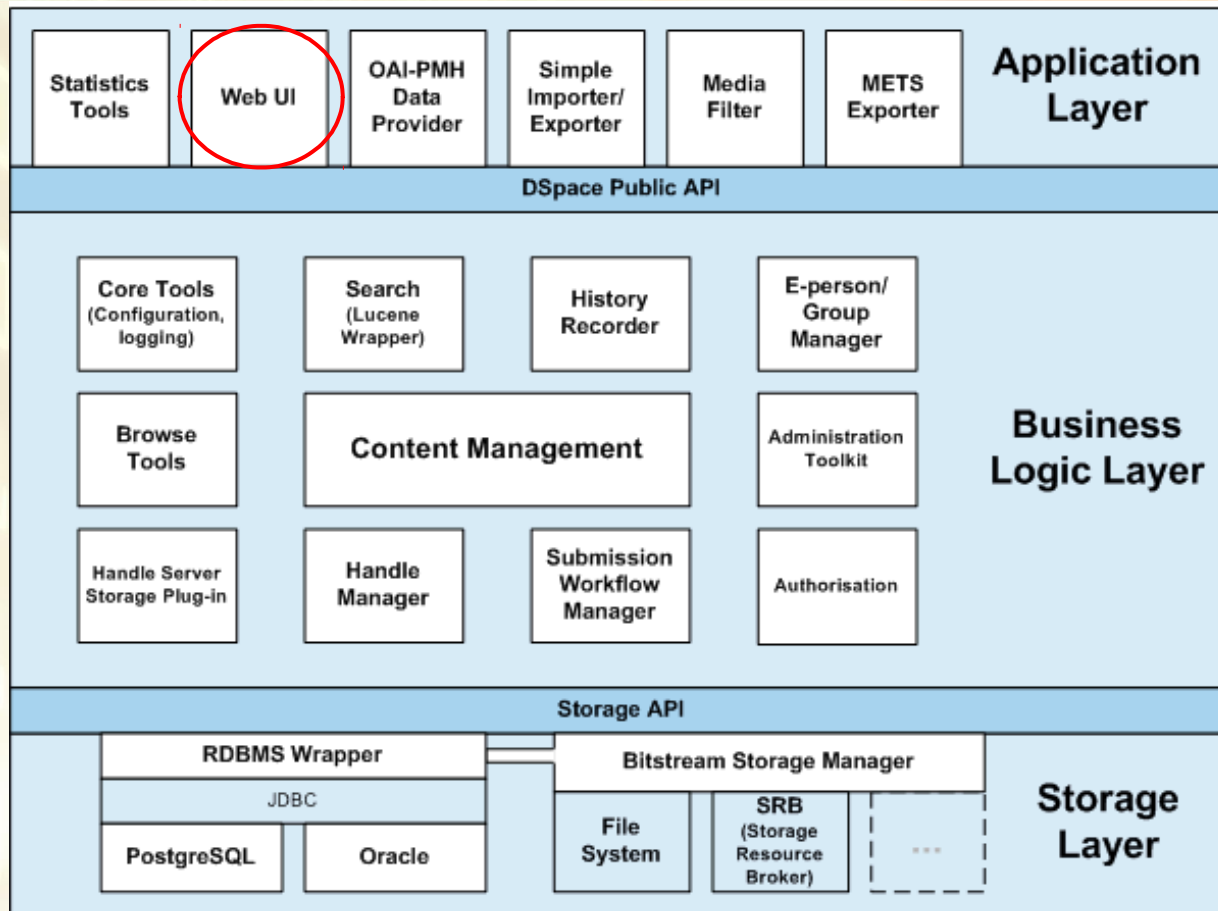 Statistics
Tools
Web UI
OAI-PMH
Data
Provider
Simple
Importer/
Exporter
Media
Filter
METS
Exporter
Application
Layer
DSpace Public API
Core Tools
(Configuration,
logging)
Search
(Lucene
Wrapper)
History
Recorder
E-person/
Group
Manager
Browse
Tools
Content Management
Administration
Toolkit
Business
Logic Layer
Handle Server
Storage Plug-in
Handle
Manager
Submission
Workflow
Manager
Authorisation
Storage API
RDBMS Wrapper
JDBC
PostgreSQL
Oracle
Bitstream Storage Manager
File
System
SRB
(Storage
Resource
Broker)
...
Storage
Layer